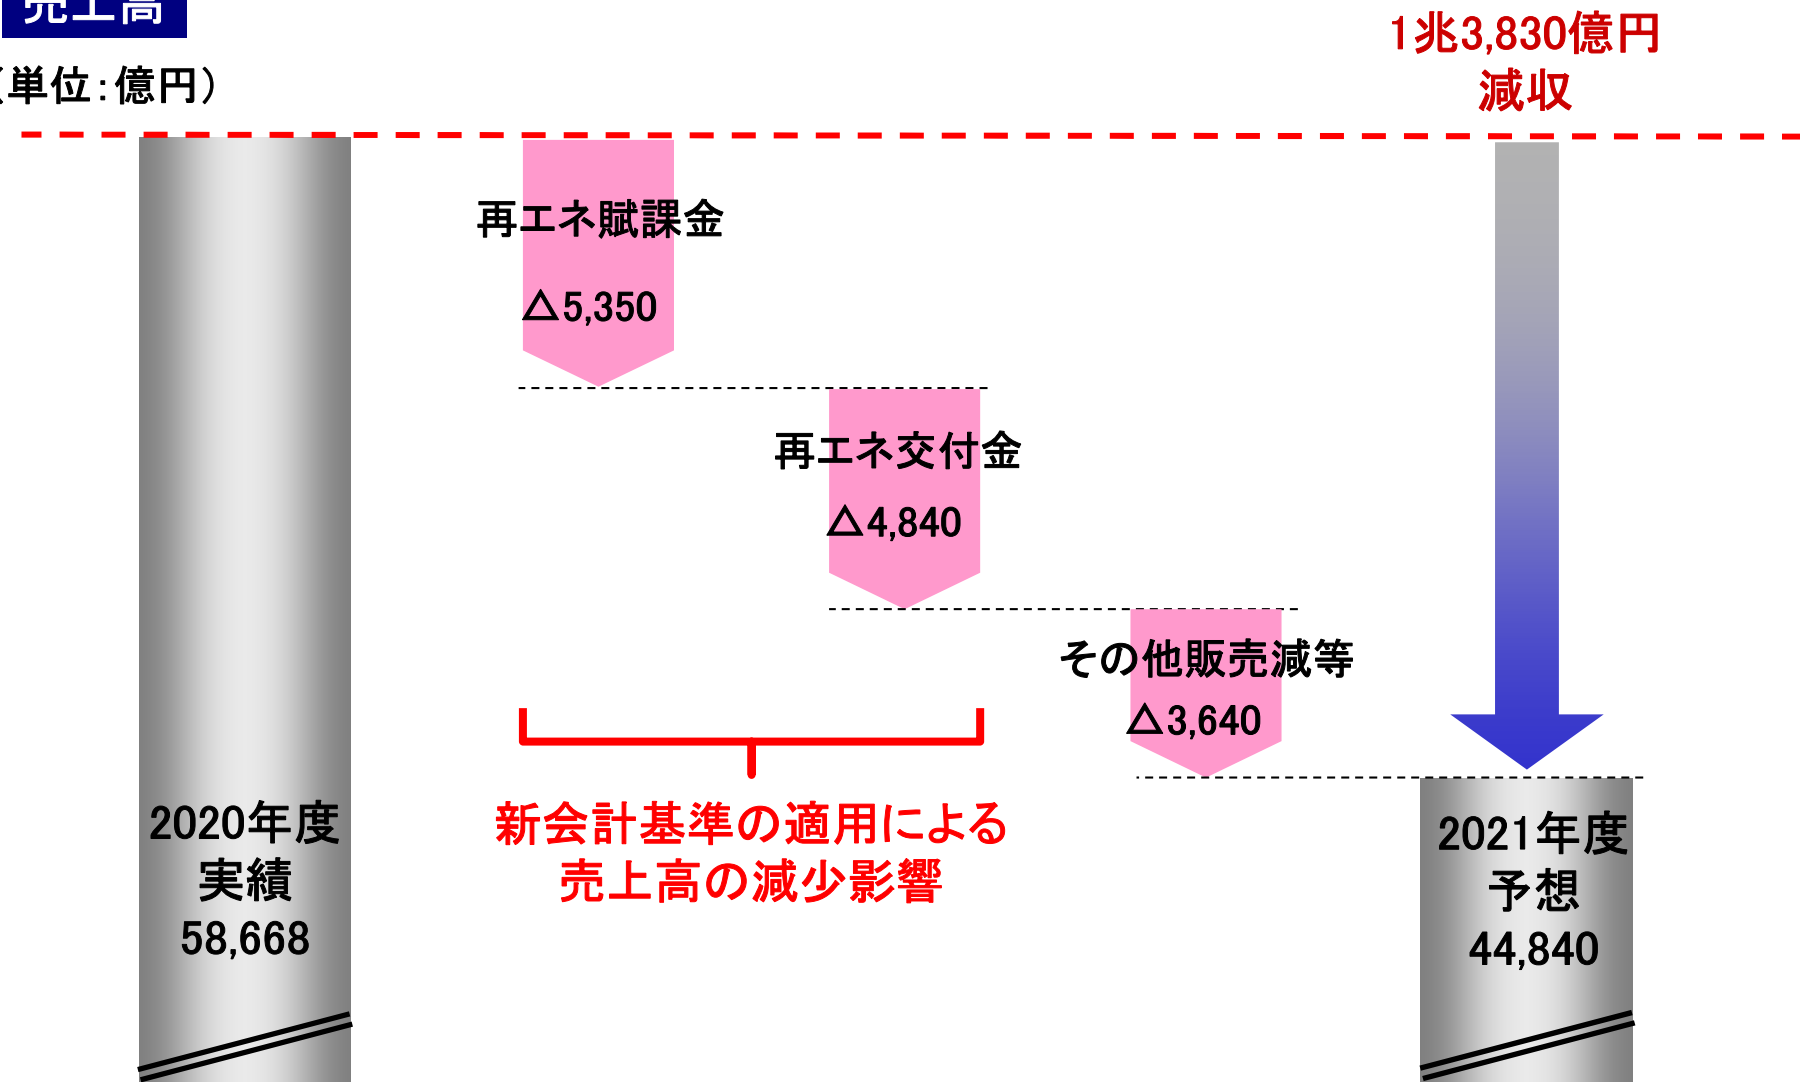 売上高
（単位：億円）
1兆3,830億円
減収
再エネ賦課金
△5,350
再エネ交付金
△4,840
その他販売減等
△3,640
新会計基準の適用による
売上高の減少影響
2020年度
実績
58,668
2021年度
予想
44,840